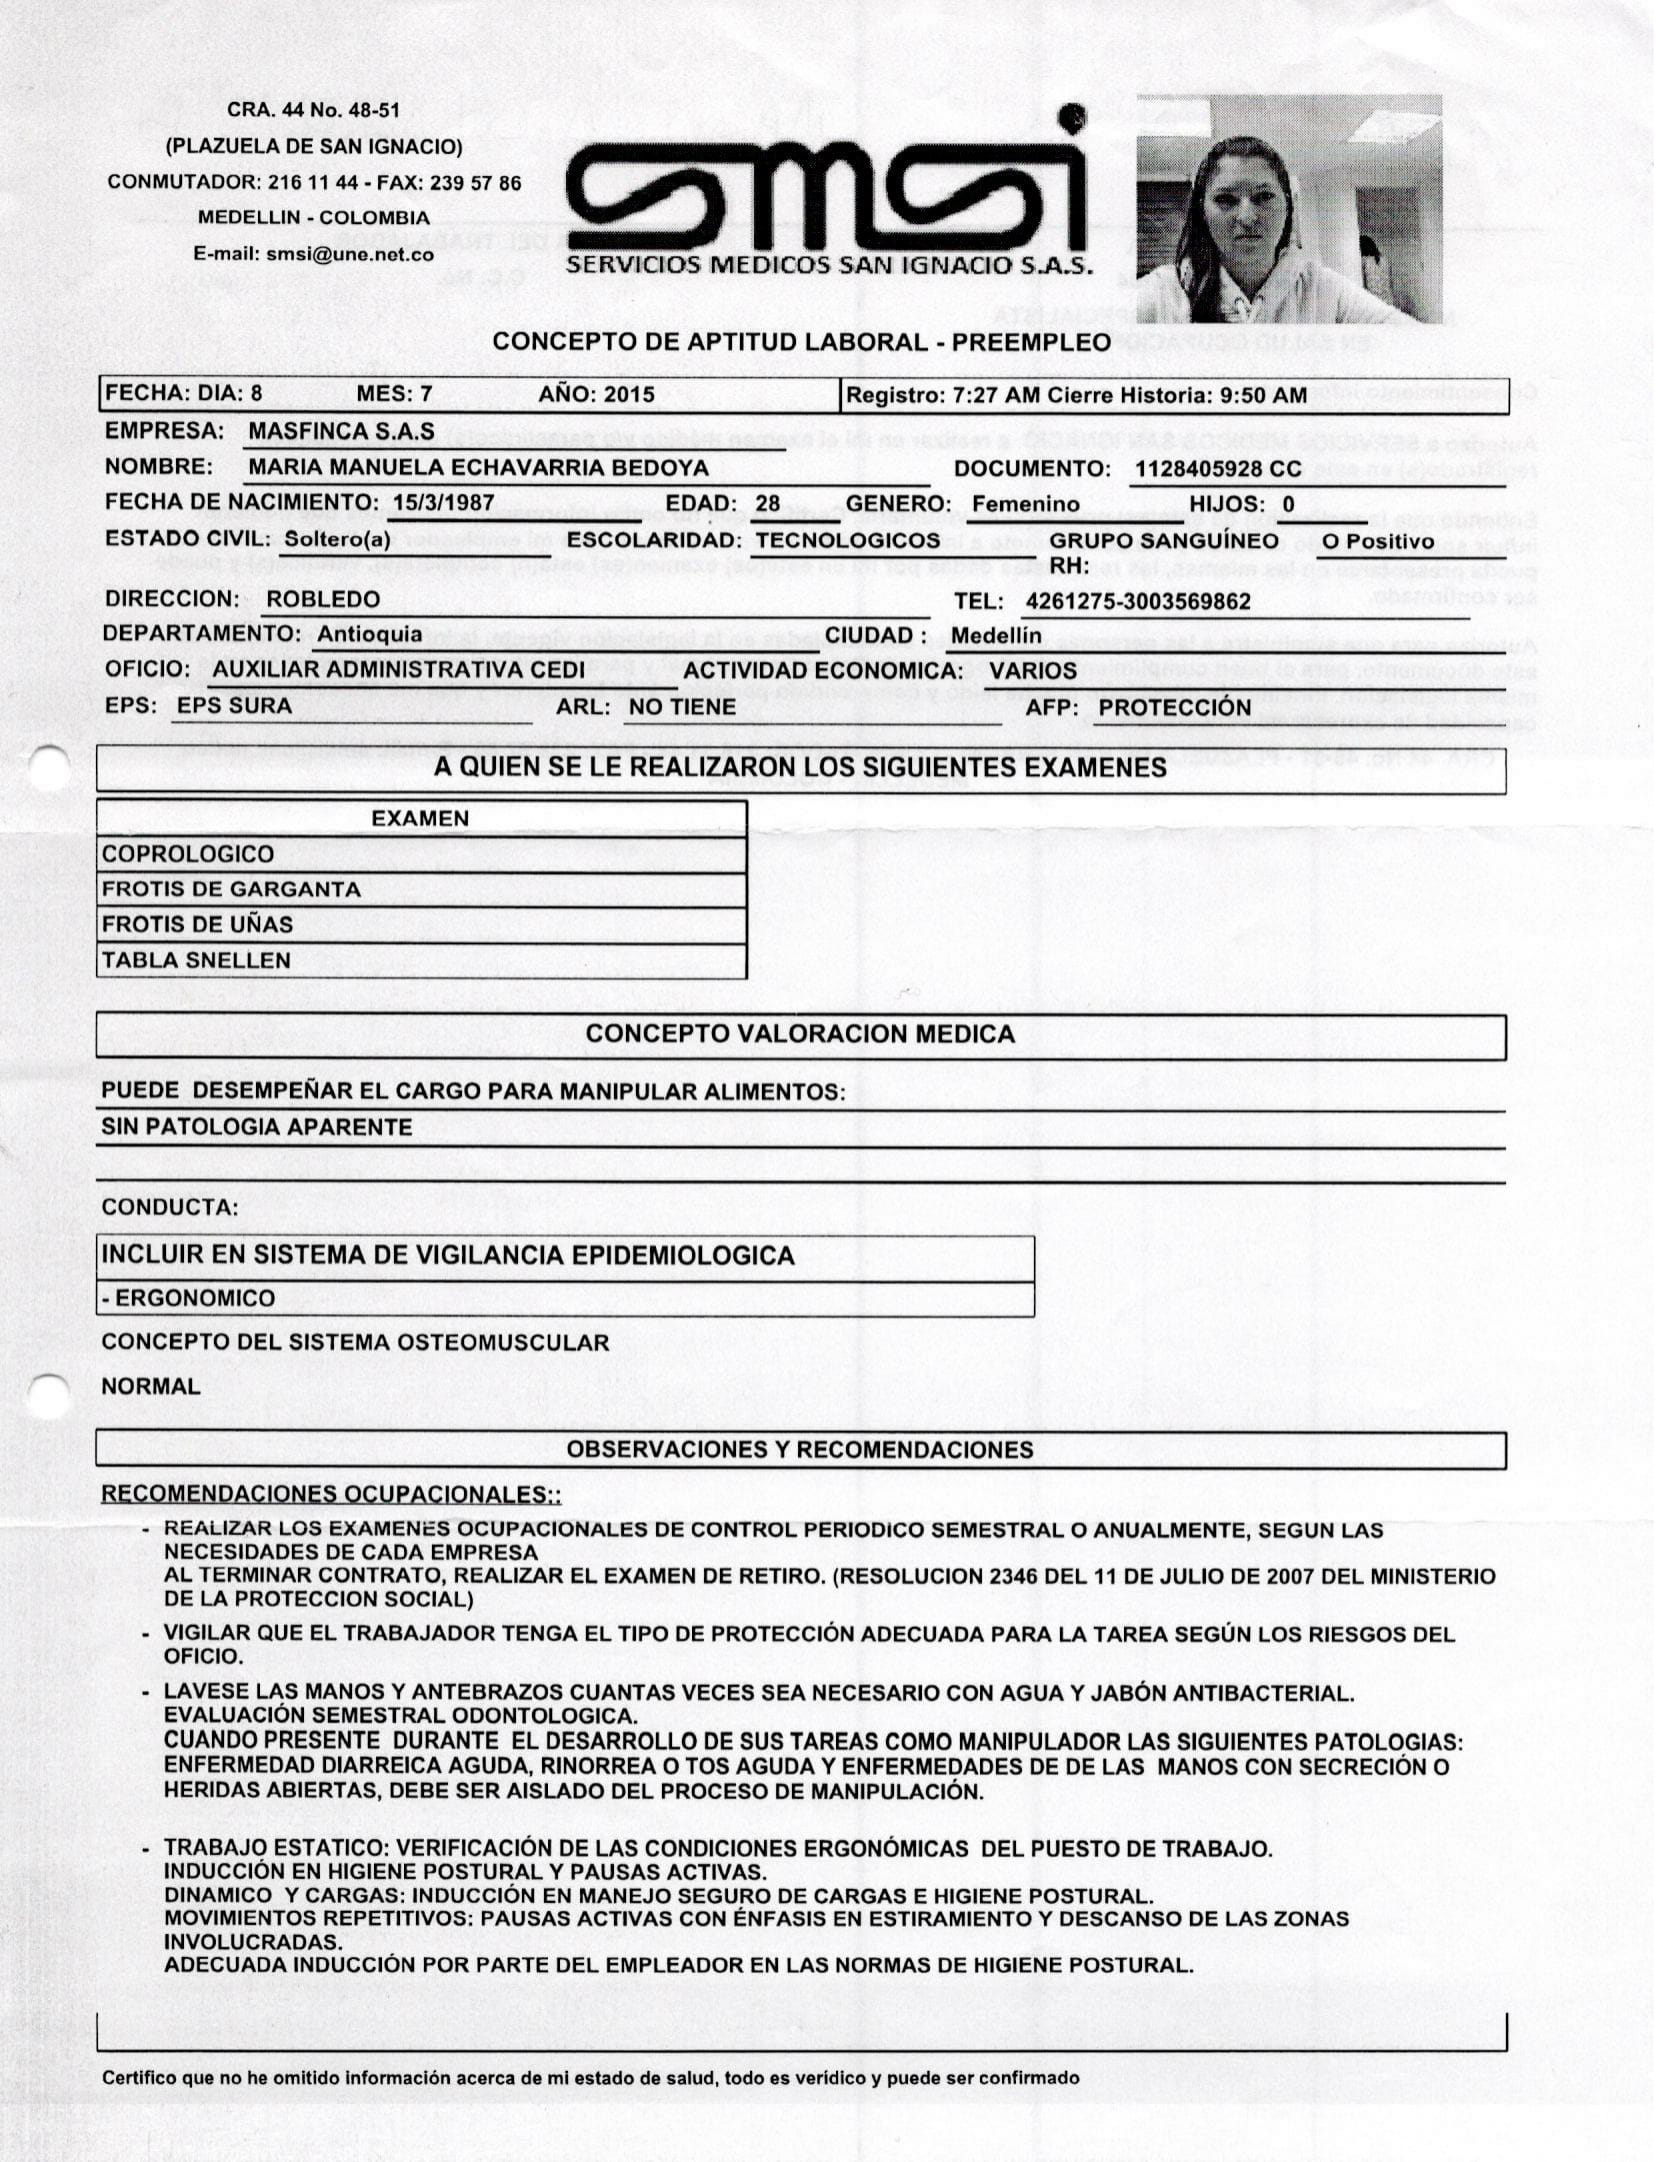 CRA. 44 No. 48-51
(PLAZUELA DE SAN IGNACIO)
CONMUTADOR: 216 11 44 - FAX: 239 57 86
MEDELLIN - COLOMBIA
E-mail: smsi@une.net.co
smsi
SERVICIOS MEDICOS SAN IGNACIO S.A.S.
CONCEPTO DE APTITUD LABORAL - PREEMPLEO
FECHA: DIA: 8 MES: 7 AÑO: 2015 Registro: 7:27 AM Cierre Historia: 9:50 AM
EMPRESA: MASFINCA S.A.S
NOMBRE: MARIA MANUELA ECHAVARRIA BEDOYA DOCUMENTO: 1128405928 CC
FECHA DE NACIMIENTO: 15/3/1987 EDAD: 28 GENERO: Femenino HIJOS: 0
ESTADO CIVIL: Soltero(a) ESCOLARIDAD: TECNOLOGICOS GRUPO SANGUÍNEO O Positivo
RH:
DIRECCION: ROBLEDO TEL: 4261275-3003569862
DEPARTAMENTO: Antioquia CIUDAD : Medellín
OFICIO: AUXILIAR ADMINISTRATIVA CEDI ACTIVIDAD ECONOMICA: VARIOS
EPS: EPS SURA ARL: NO TIENE AFP: PROTECCIÓN
A QUIEN SE LE REALIZARON LOS SIGUIENTES EXAMENES
EXAMEN
COPROLOGICO
FROTIS DE GARGANTA
FROTIS DE UÑAS
TABLA SNELLEN
CONCEPTO VALORACION MEDICA
PUEDE DESEMPEÑAR EL CARGO PARA MANIPULAR ALIMENTOS:
SIN PATOLOGIA APARENTE
CONDUCTA:
INCLUIR EN SISTEMA DE VIGILANCIA EPIDEMIOLOGICA
- ERGONOMICO
CONCEPTO DEL SISTEMA OSTEOMUSCULAR
NORMAL
OBSERVACIONES Y RECOMENDACIONES
RECOMENDACIONES OCUPACIONALES::
- REALIZAR LOS EXAMENES OCUPACIONALES DE CONTROL PERIODICO SEMESTRAL O ANUALMENTE, SEGUN LAS
NECESIDADES DE CADA EMPRESA
AL TERMINAR CONTRATO, REALIZAR EL EXAMEN DE RETIRO. (RESOLUCION 2346 DEL 11 DE JULIO DE 2007 DEL MINISTERIO
DE LA PROTECCION SOCIAL)
- VIGILAR QUE EL TRABAJADOR TENGA EL TIPO DE PROTECCIÓN ADECUADA PARA LA TAREA SEGÚN LOS RIESGOS DEL
OFICIO.
- LAVESE LAS MANOS Y ANTEBRAZOS CUANTAS VECES SEA NECESARIO CON AGUA Y JABÓN ANTIBACTERIAL.
EVALUACIÓN SEMESTRAL ODONTOLOGICA.
CUANDO PRESENTE DURANTE EL DESARROLLO DE SUS TAREAS COMO MANIPULADOR LAS SIGUIENTES PATOLOGIAS:
ENFERMEDAD DIARREICA AGUDA, RINORREA O TOS AGUDA Y ENFERMEDADES DE DE LAS MANOS CON SECRECIÓN O
HERIDAS ABIERTAS, DEBE SER AISLADO DEL PROCESO DE MANIPULACIÓN.
- TRABAJO ESTATICO: VERIFICACIÓN DE LAS CONDICIONES ERGONÓMICAS DEL PUESTO DE TRABAJO.
INDUCCIÓN EN HIGIENE POSTURAL Y PAUSAS ACTIVAS.
DINAMICO Y CARGAS: INDUCCIÓN EN MANEJO SEGURO DE CARGAS E HIGIENE POSTURAL.
MOVIMIENTOS REPETITIVOS: PAUSAS ACTIVAS CON ÉNFASIS EN ESTIRAMIENTO Y DESCANSO DE LAS ZONAS
INVOLUCRADAS.
ADECUADA INDUCCIÓN POR PARTE DEL EMPLEADOR EN LAS NORMAS DE HIGIENE POSTURAL.
Certifico que no he omitido información acerca de mi estado de salud, todo es verídico y puede ser confirmado